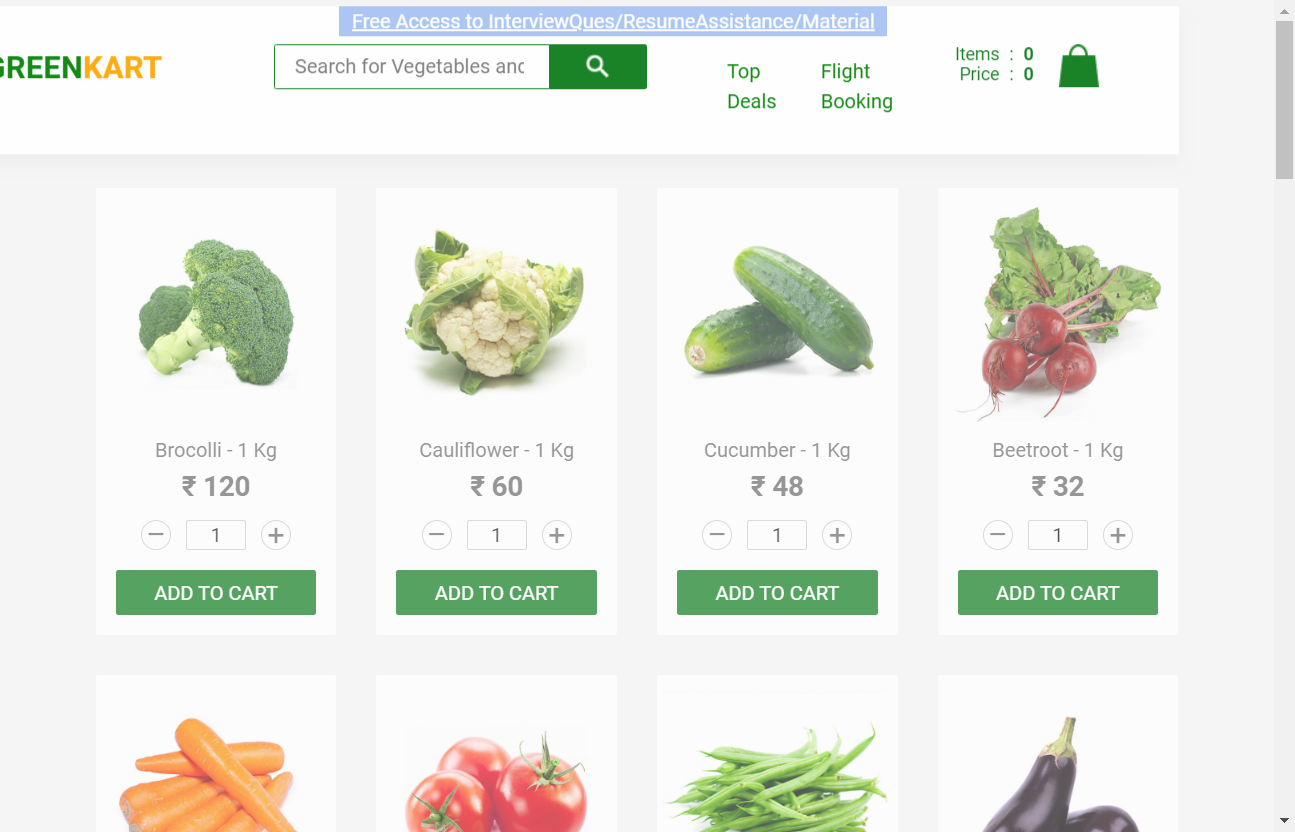 Free Access to InterviewQues/ResumeAssistance/Material
GREENKART
Search for Vegetables and
Top
Deals
Flight
Booking
Items : 0
Price : 0
Brocolli - 1 Kg
₹ 120
− 1 +
ADD TO CART
Cauliflower - 1 Kg
₹ 60
− 1 +
ADD TO CART
Cucumber - 1 Kg
₹ 48
− 1 +
ADD TO CART
Beetroot - 1 Kg
₹ 32
− 1 +
ADD TO CART